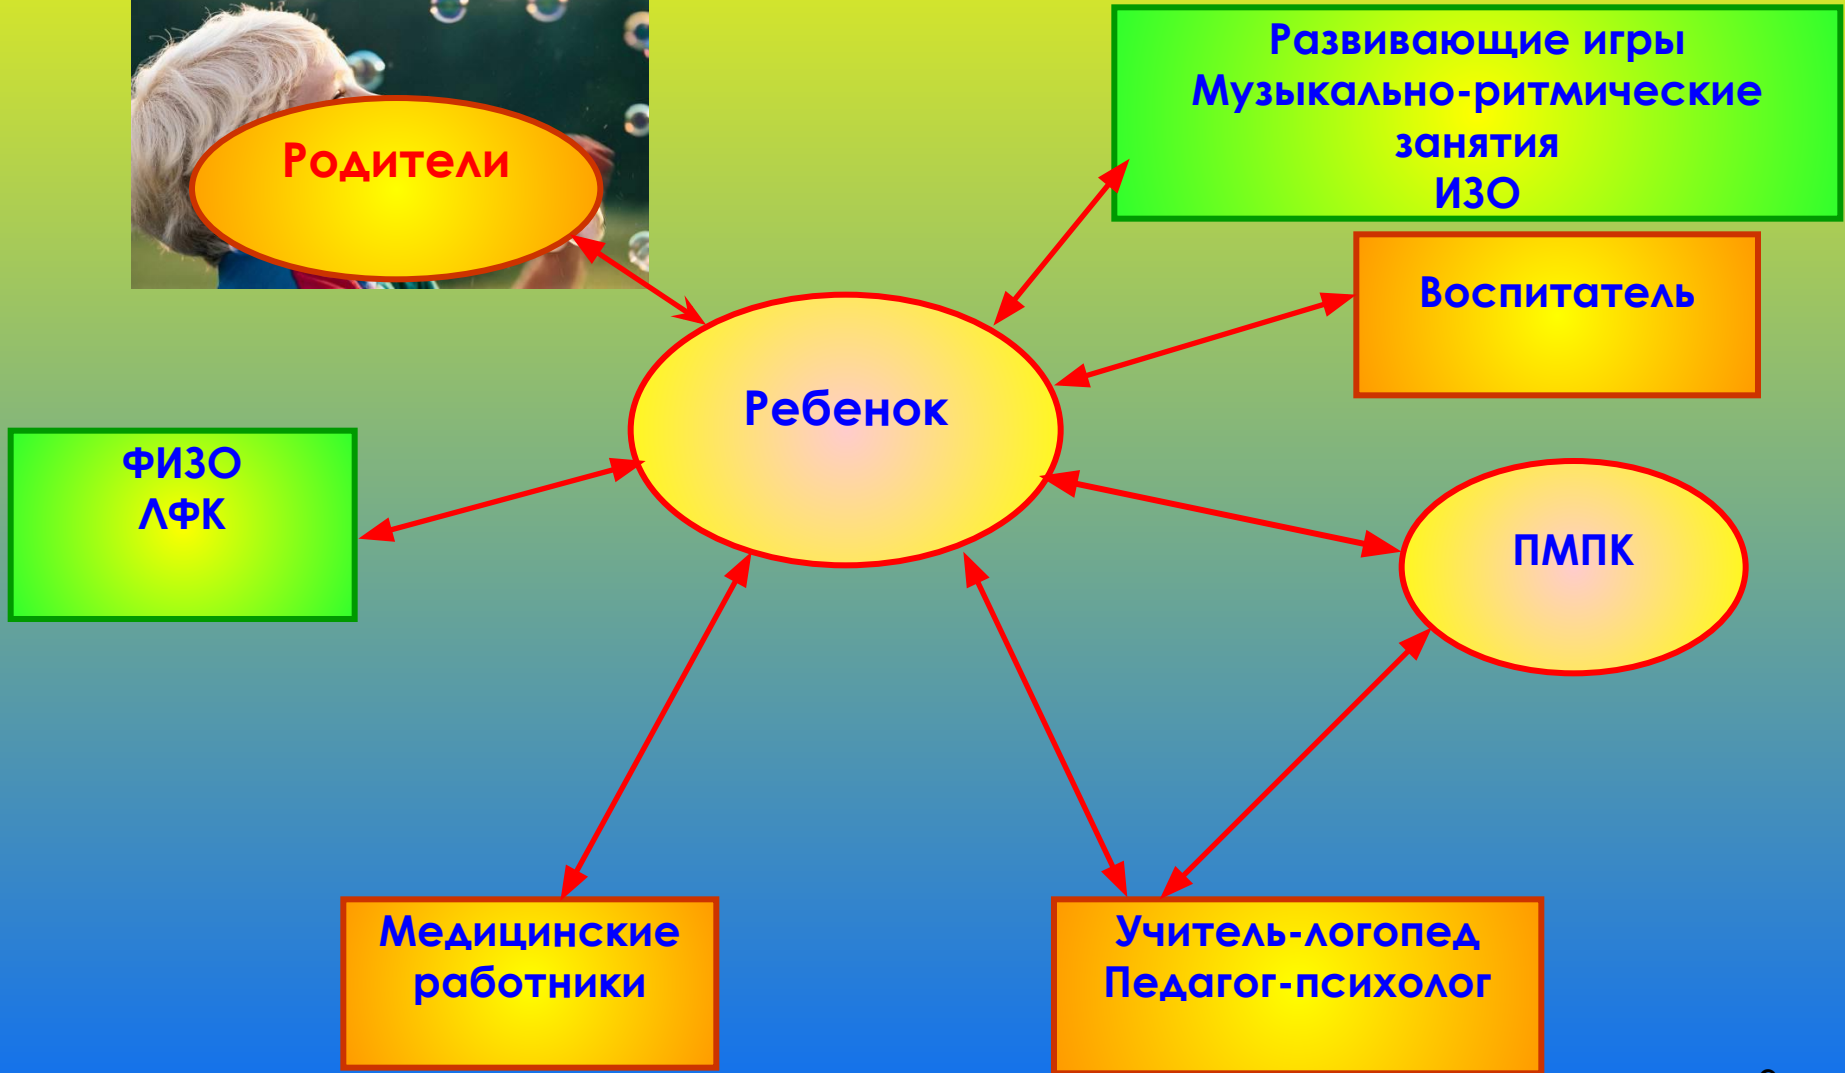 Родители
Развивающие игры
Музыкально-ритмические
занятия
ИЗО
Воспитатель
Ребенок
ФИЗО
ЛФК
ПМПК
Медицинские
работники
Учитель-логопед
Педагог-психолог